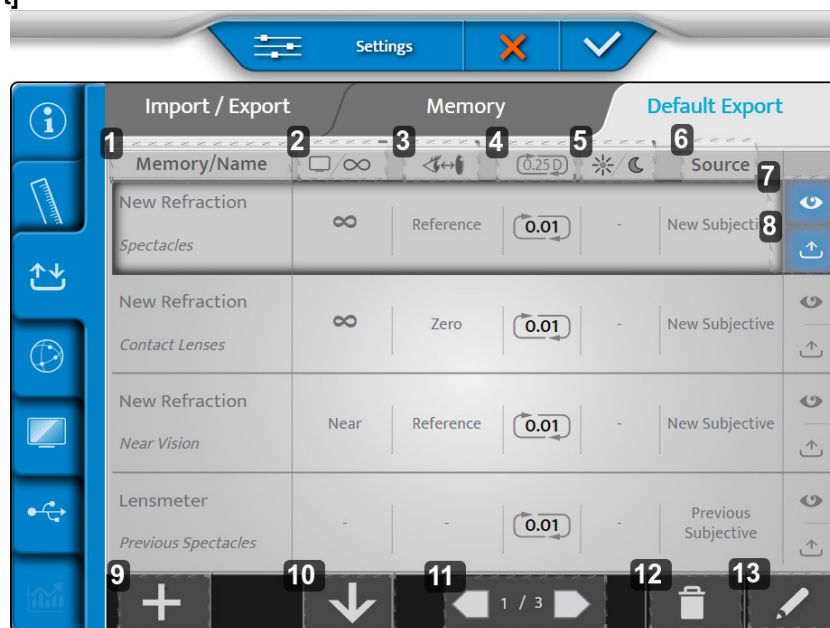 t]
Settings
Import / Export
Memory
Default Export
1
2
3
4
5
6
Memory/Name
/∞
0.25 D
/
Source
7
New Refraction
Spectacles
∞
Reference
0.01
-
New Subjecti
8
New Refraction
Contact Lenses
∞
Zero
0.01
-
New Subjective
New Refraction
Near Vision
Near
Reference
0.01
-
New Subjective
Lensmeter
Previous Spectacles
-
-
0.01
-
Previous
Subjective
9
10
11
12
13
1 / 3